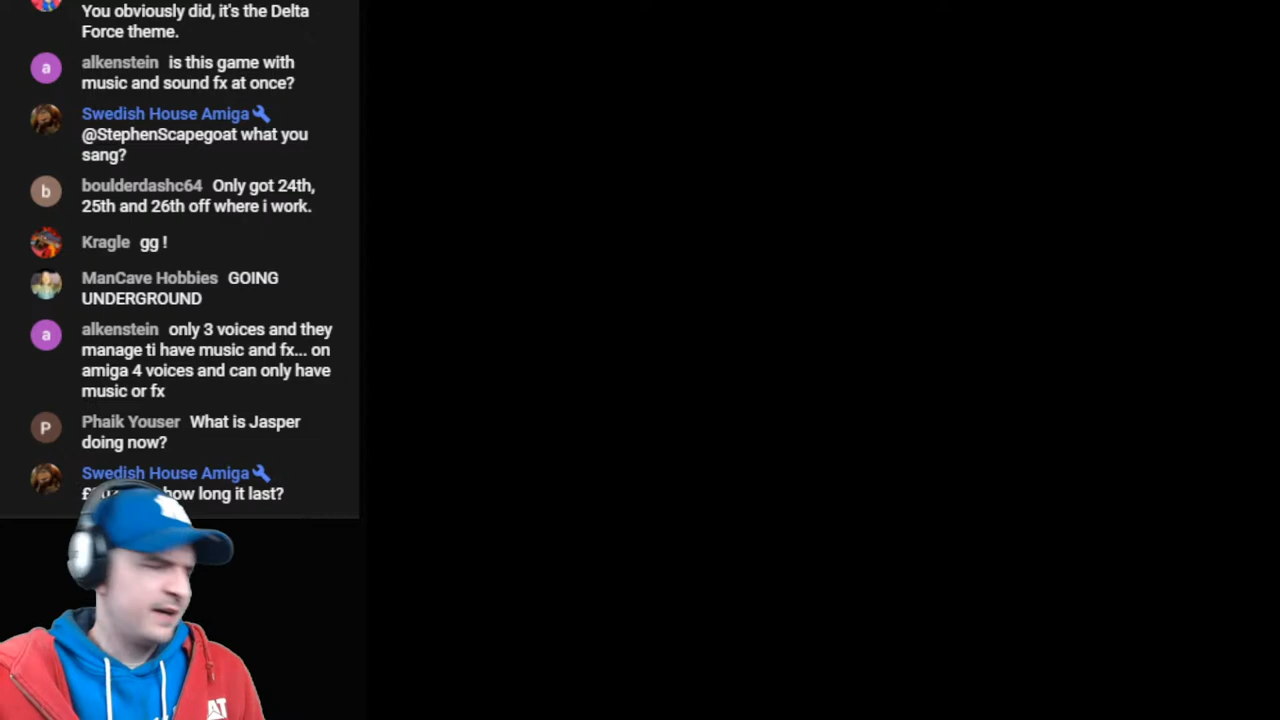 You obviously did, it's the Delta
Force theme.
a
alkenstein is this game with
music and sound fx at once?
Swedish House Amiga
@StephenScapegoat what you
sang?
b
boulderdashc64 Only got 24th,
25th and 26th off where i work.
Kragle gg !
ManCave Hobbies GOING
UNDERGROUND
a
alkenstein only 3 voices and they
manage ti have music and fx... on
amiga 4 voices and can only have
music or fx
P
Phaik Youser What is Jasper
doing now?
Swedish House Amiga
how long it last?
AT